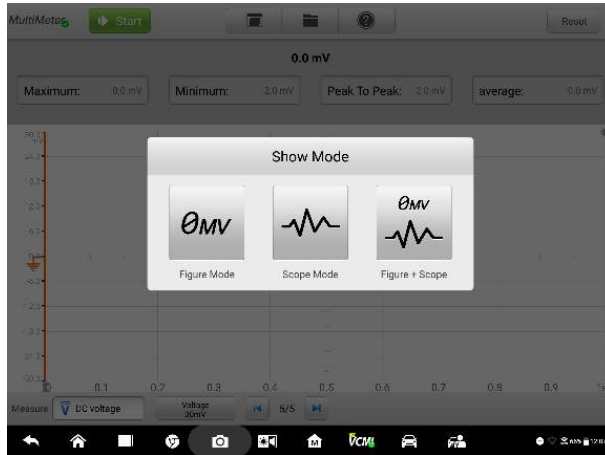 MultiMeter Start Reset
0.0 mV
Maximum: 0.0 mV Minimum: 2.0 mV Peak To Peak: 2.0 mV average: 0.0 mV
Show Mode
0MV 0MV
Figure Mode Scope Mode Figure + Scope
0.1 0.2 0.3 0.4 0.5 0.6 0.7 0.8 0.9
Measure DC voltage Voltage 5/5
30mV
VCMI